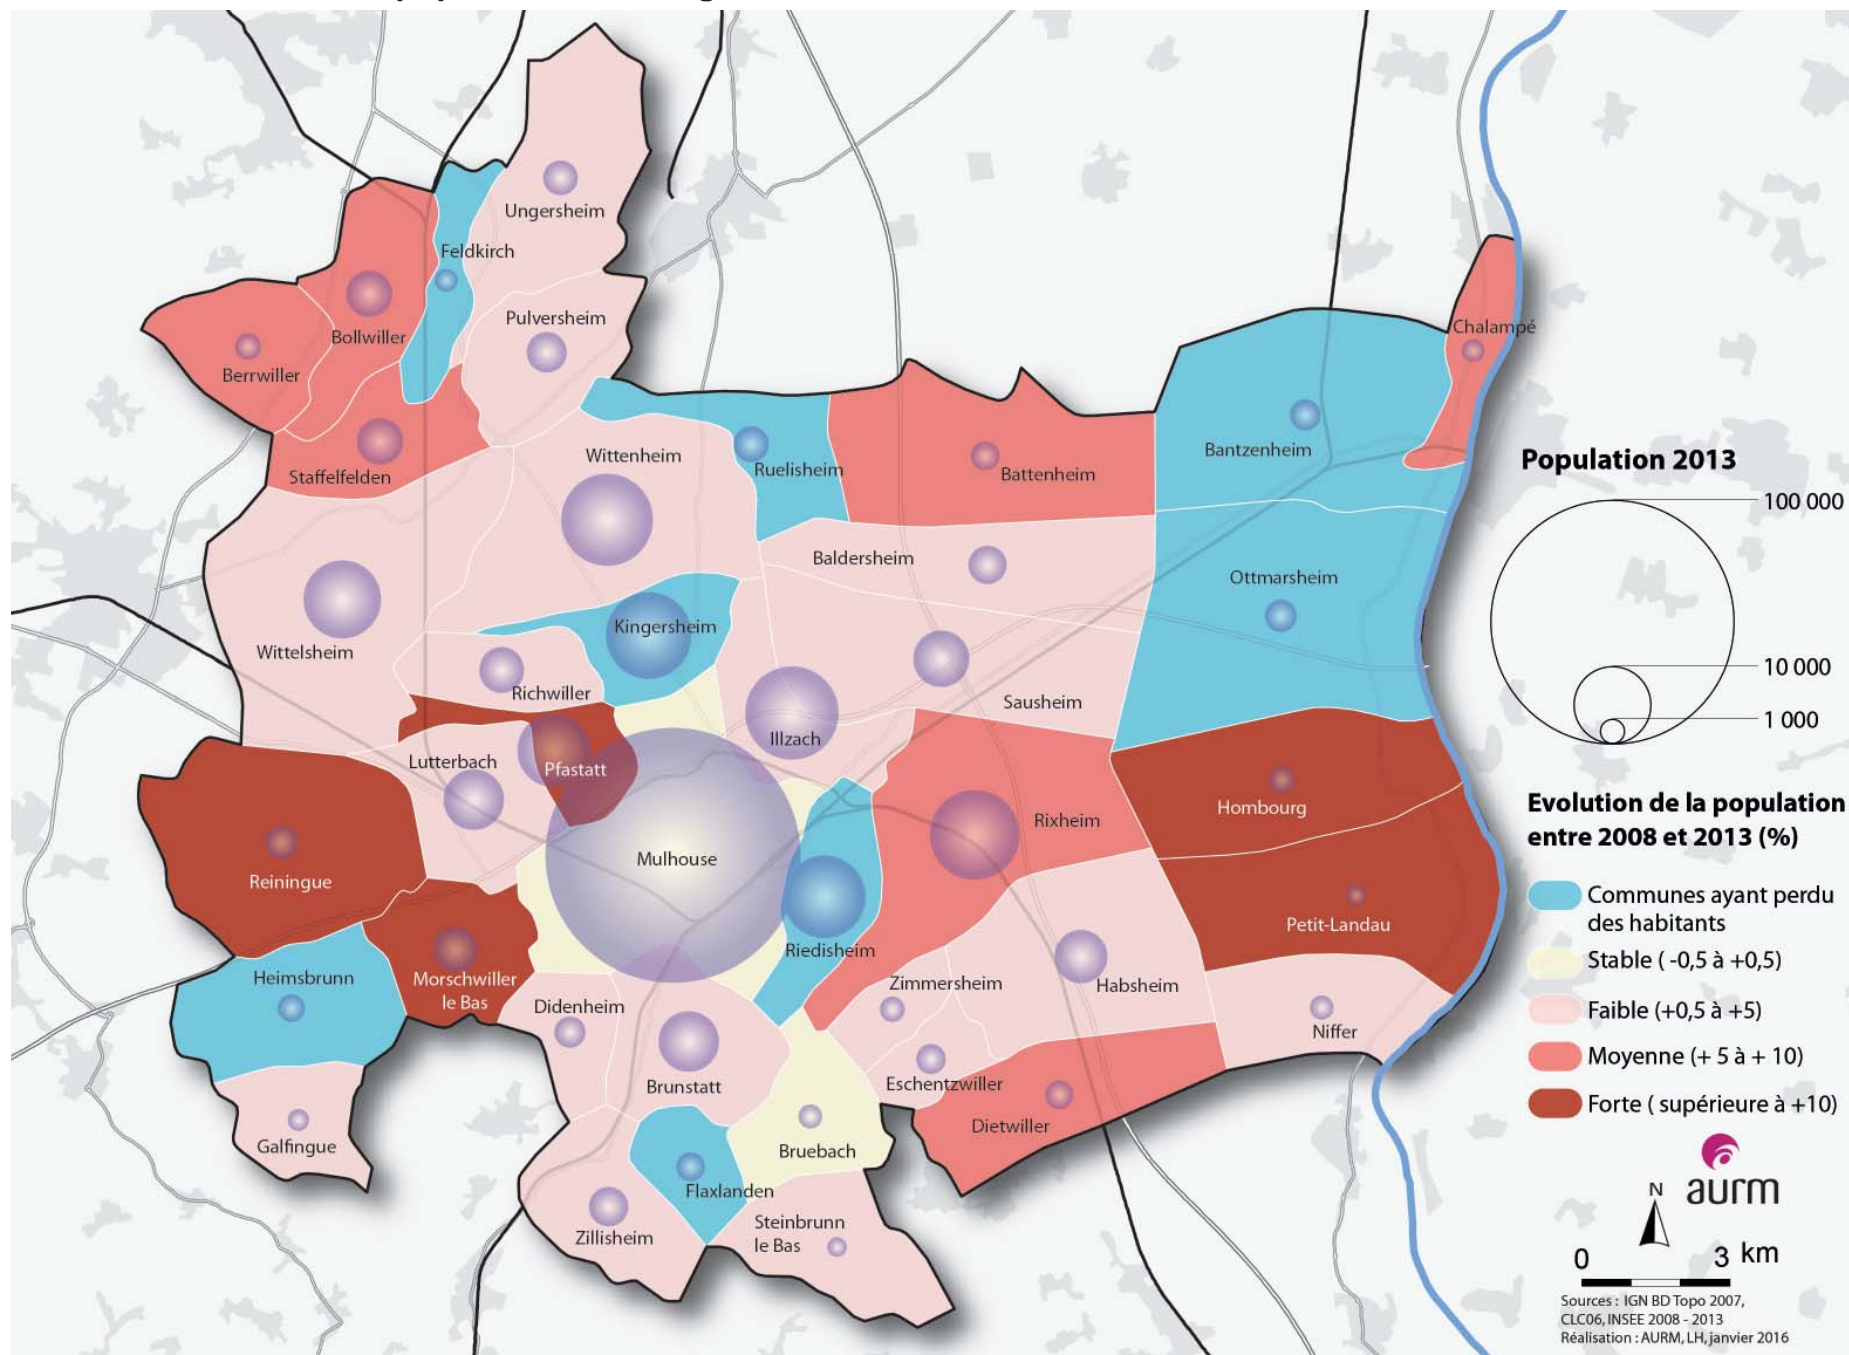 Ungersheim
Feldkirch
Pulversheim
Bollwiller
Berrwiller
Chalampé
Staffelfelden
Wittenheim
Ruelisheim
Battenheim
Bantzenheim
Baldersheim
Ottmarsheim
Kingersheim
Wittelsheim
Richwiller
Sausheim
Illzach
Lutterbach
Pfastatt
Hombourg
Rixheim
Mulhouse
Reiningue
Petit-Landau
Riedisheim
Heimsbrunn
Morschwiller
le Bas
Zimmersheim
Habsheim
Didenheim
Niffer
Brunstatt
Eschentzwiller
Dietwiller
Galfingue
Bruebach
Flaxlanden
Zillisheim
Steinbrunn
le Bas
Population 2013
100 000
10 000
1 000
Evolution de la population
entre 2008 et 2013 (%)
Communes ayant perdu
des habitants
Stable ( -0,5 à +0,5)
Faible (+0,5 à +5)
Moyenne (+ 5 à + 10)
Forte ( supérieure à +10)
aurm
N
0 3 km
Sources : IGN BD Topo 2007,
CLC06, INSEE 2008 - 2013
Réalisation : AURM, LH, janvier 2016